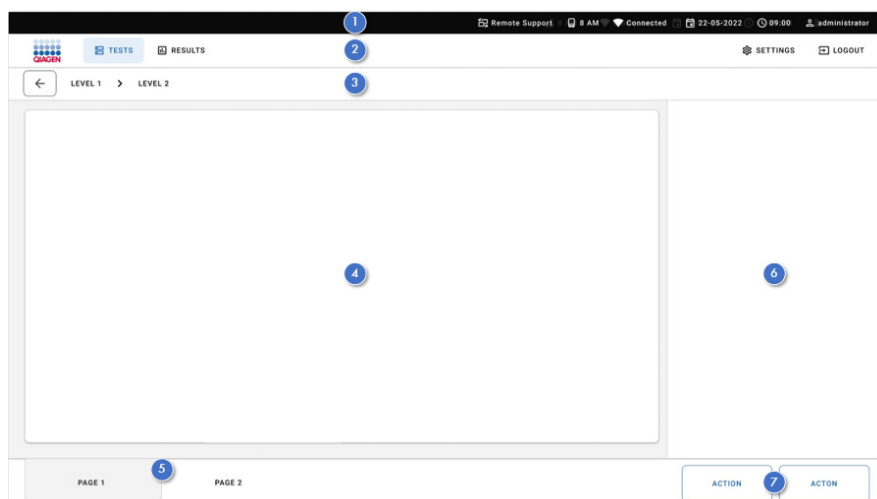 1 Remote Support 8 AM Connected 22-05-2022 09:00 administrator
QIAGEN TESTS RESULTS 2 SETTINGS LOGOUT
LEVEL 1 > LEVEL 2 3
4 6
5
PAGE 1 PAGE 2 ACTION 7 ACTON